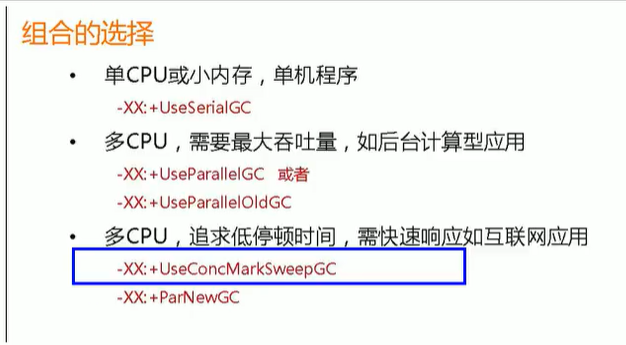 组合的选择
• 单CPU或小内存，单机程序
-XX:+UseSerialGC
• 多CPU，需要最大吞吐量，如后台计算型应用
-XX:+UseParallelGC 或者
-XX:+UseParallelOldGC
• 多CPU，追求低停顿时间，需快速响应如互联网应用
-XX:+UseConcMarkSweepGC
-XX:+ParNewGC